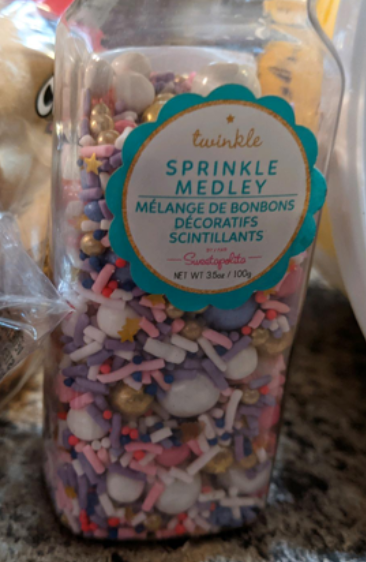 twinkle
SPRINKLE
MEDLEY
MÉLANGE DE BONBONS
DÉCORATIFS
SCINTILLANTS
Sweetapolita
NET WT 3.5oz / 100g